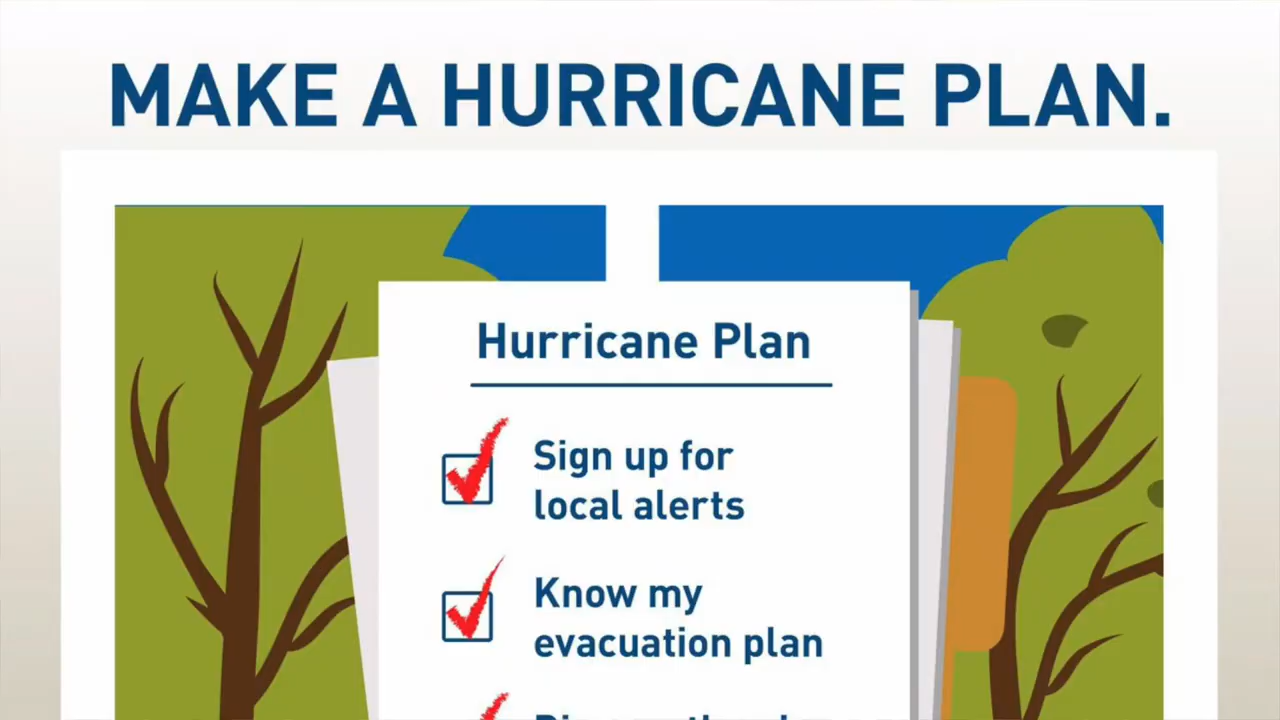 MAKE A HURRICANE PLAN.
Hurricane Plan
Sign up for
local alerts
Know my
evacuation plan